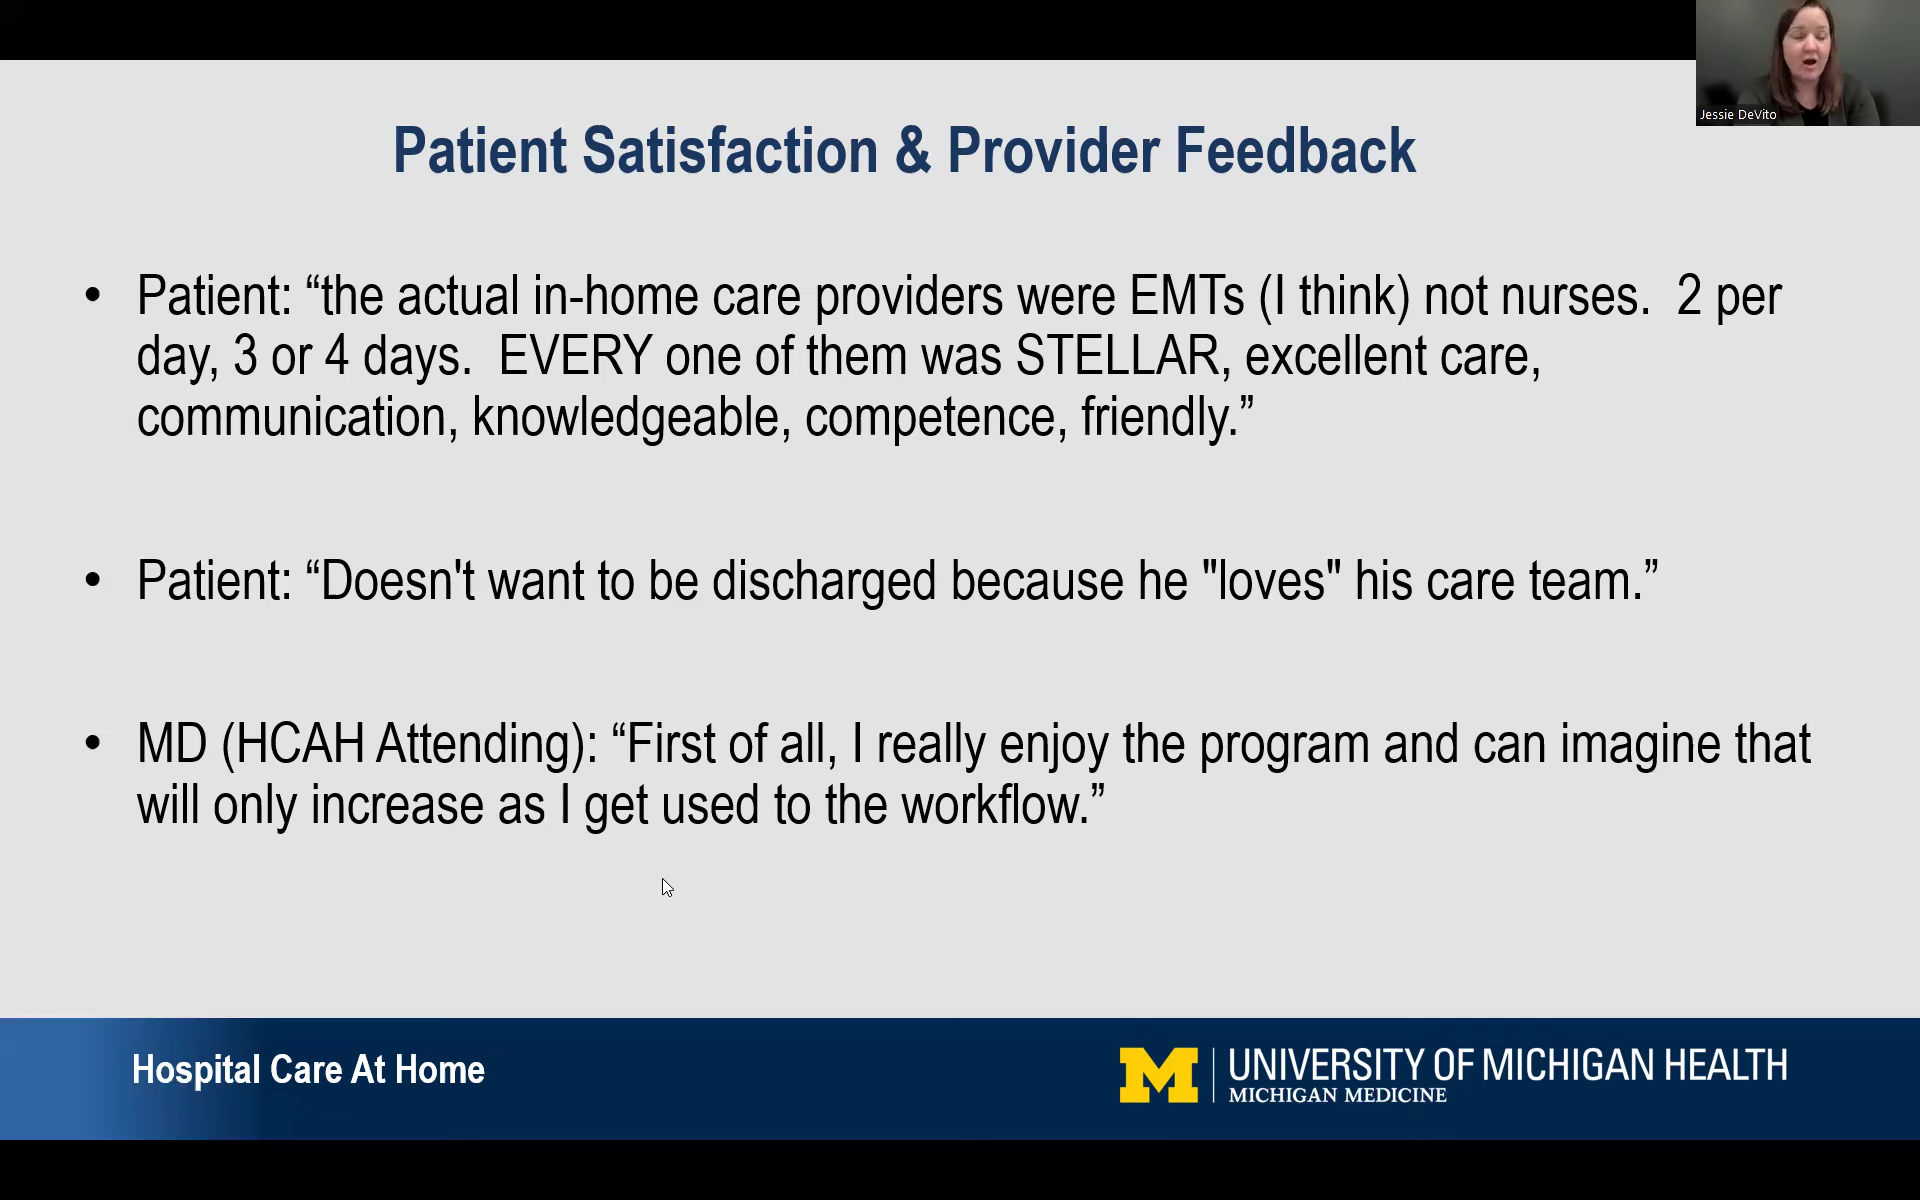 Jessie DeVito
Patient Satisfaction & Provider Feedback
• Patient: “the actual in-home care providers were EMTs (I think) not nurses.  2 per
day, 3 or 4 days.  EVERY one of them was STELLAR, excellent care,
communication, knowledgeable, competence, friendly.”
• Patient: “Doesn't want to be discharged because he "loves" his care team.”
• MD (HCAH Attending): “First of all, I really enjoy the program and can imagine that
will only increase as I get used to the workflow.”
Hospital Care At Home
M UNIVERSITY OF MICHIGAN HEALTH
MICHIGAN MEDICINE